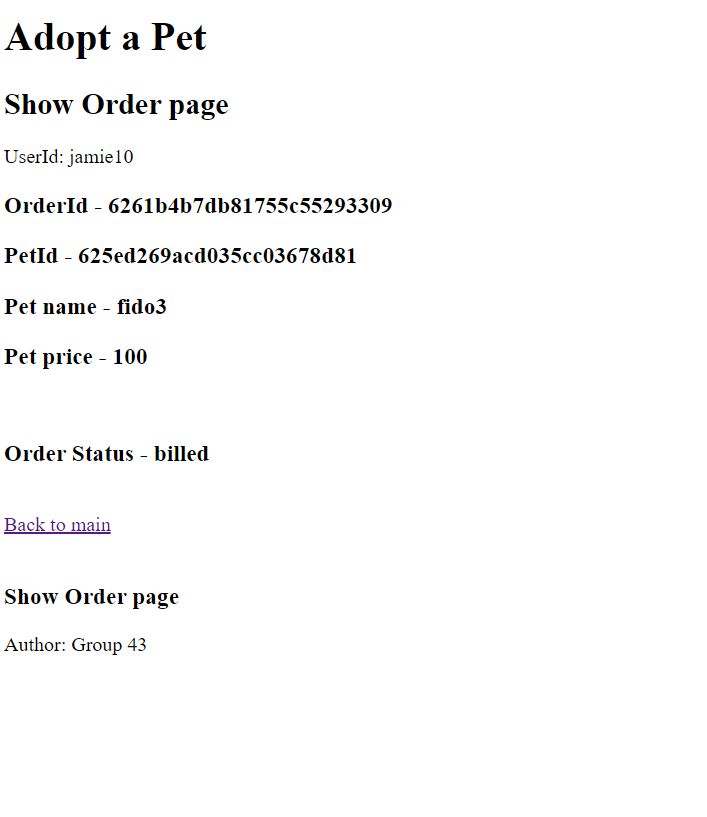 Adopt a Pet
Show Order page
UserId: jamie10
OrderId - 6261b4b7db81755c55293309
PetId - 625ed269acd035cc03678d81
Pet name - fido3
Pet price - 100
Order Status - billed
Back to main
Show Order page
Author: Group 43